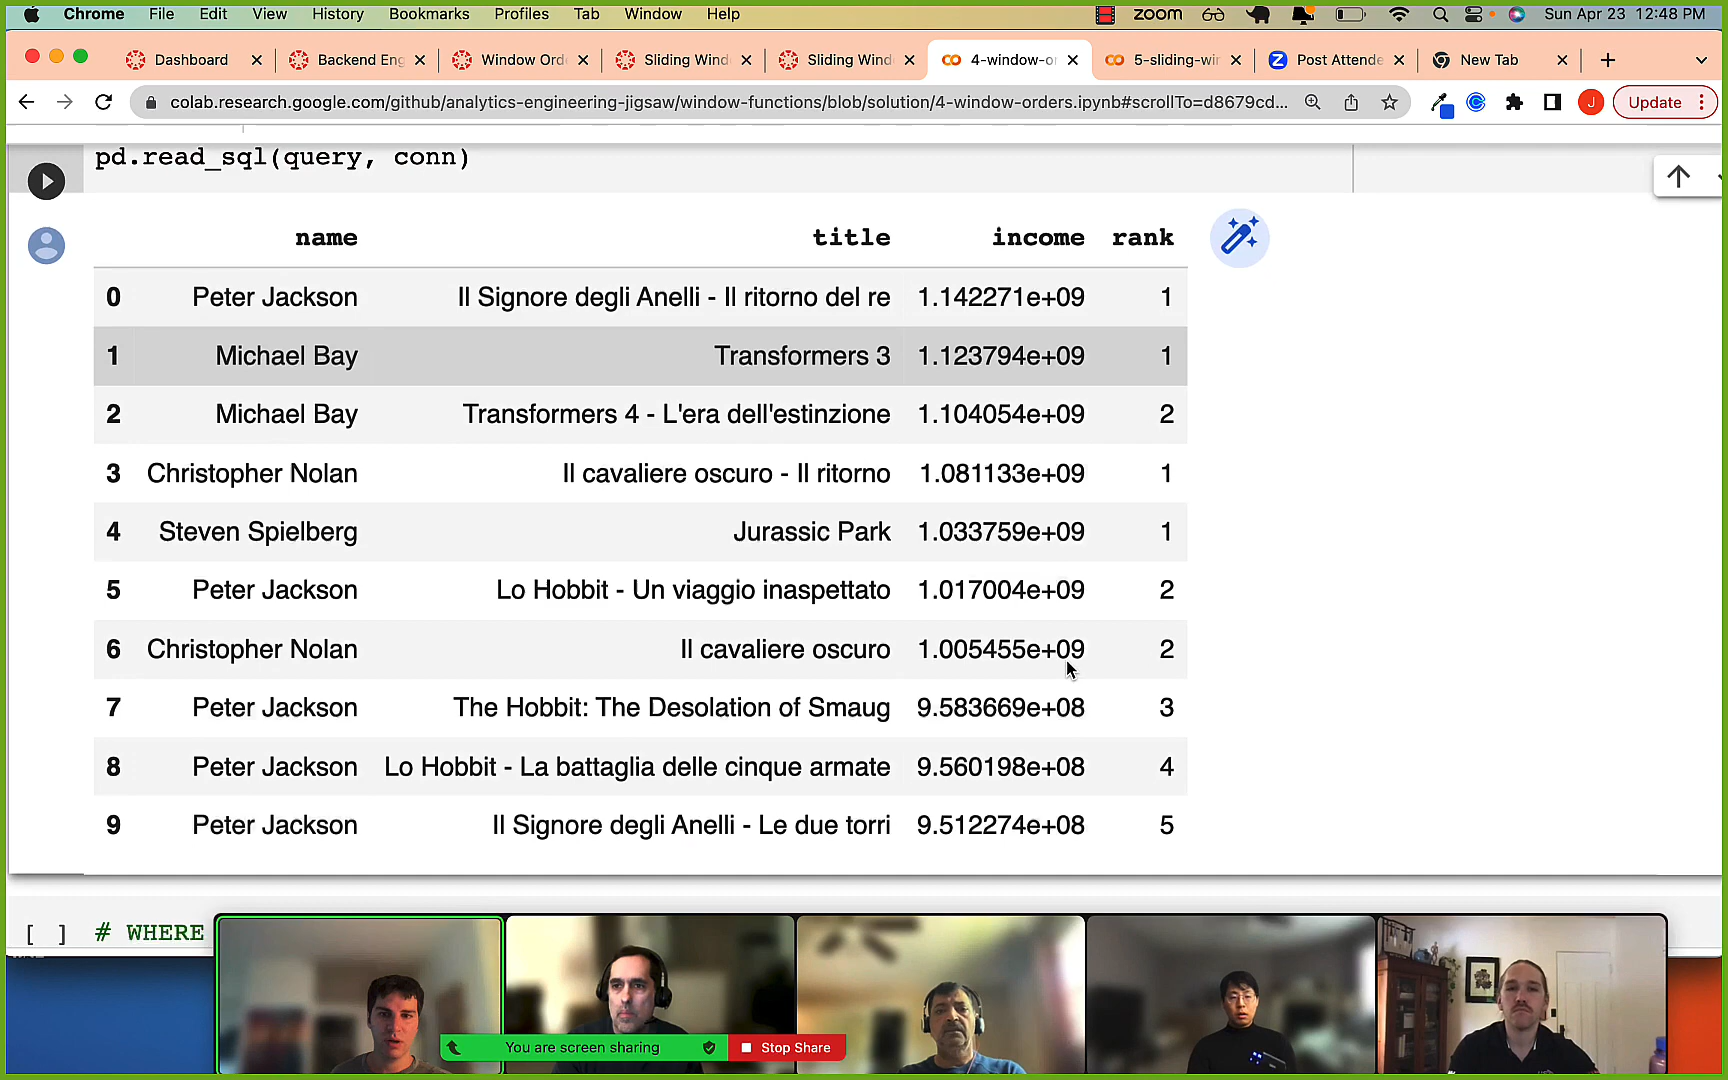 Chrome File Edit View History Bookmarks Profiles Tab Window Help zoom Sun Apr 23 12:48 PM
Dashboard Backend Eng Window Ord Sliding Wind Sliding Wind 4-window-or 5-sliding-wi Post Attende New Tab
colab.research.google.com/github/analytics-engineering-jigsaw/window-functions/blob/solution/4-window-orders.ipynb#scrollTo=d8679cd... J Update
pd.read_sql(query, conn)
name title income rank
0 Peter Jackson Il Signore degli Anelli - Il ritorno del re 1.142271e+09 1
1 Michael Bay Transformers 3 1.123794e+09 1
2 Michael Bay Transformers 4 - L'era dell'estinzione 1.104054e+09 2
3 Christopher Nolan Il cavaliere oscuro - Il ritorno 1.081133e+09 1
4 Steven Spielberg Jurassic Park 1.033759e+09 1
5 Peter Jackson Lo Hobbit - Un viaggio inaspettato 1.017004e+09 2
6 Christopher Nolan Il cavaliere oscuro 1.005455e+09 2
7 Peter Jackson The Hobbit: The Desolation of Smaug 9.583669e+08 3
8 Peter Jackson Lo Hobbit - La battaglia delle cinque armate 9.560198e+08 4
9 Peter Jackson Il Signore degli Anelli - Le due torri 9.512274e+08 5
[ ] # WHERE
You are screen sharing Stop Share